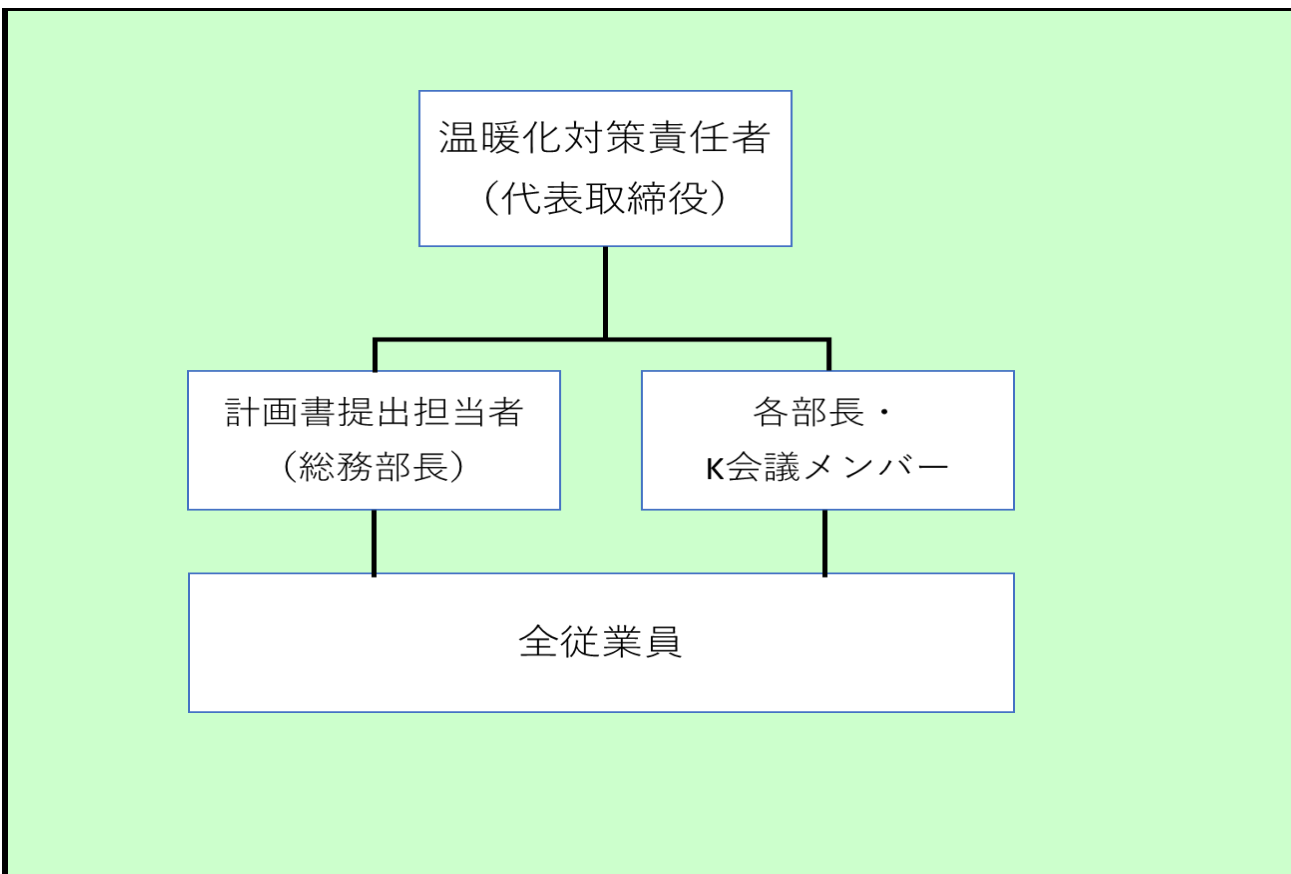 温暖化対策責任者
（代表取締役）
計画書提出担当者
（総務部長）
各部長・
K会議メンバー
全従業員